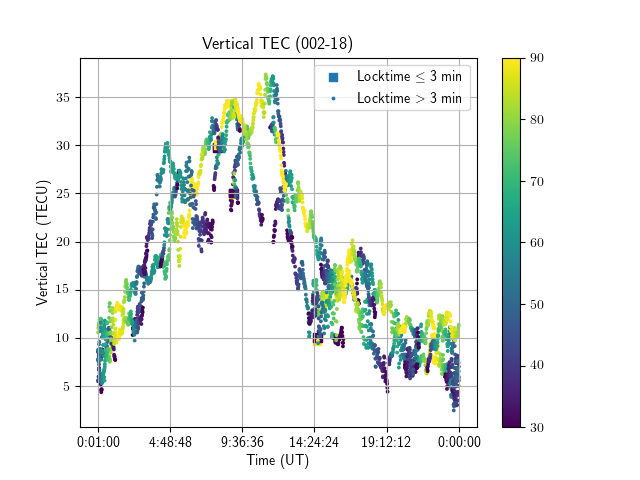 Vertical TEC (002-18)
Locktime ≤ 3 min
Locktime > 3 min
Vertical TEC (TECU)
35
30
25
20
15
10
5
0:01:00 4:48:48 9:36:36 14:24:24 19:12:12 0:00:00
Time (UT)
90
80
70
60
50
40
30